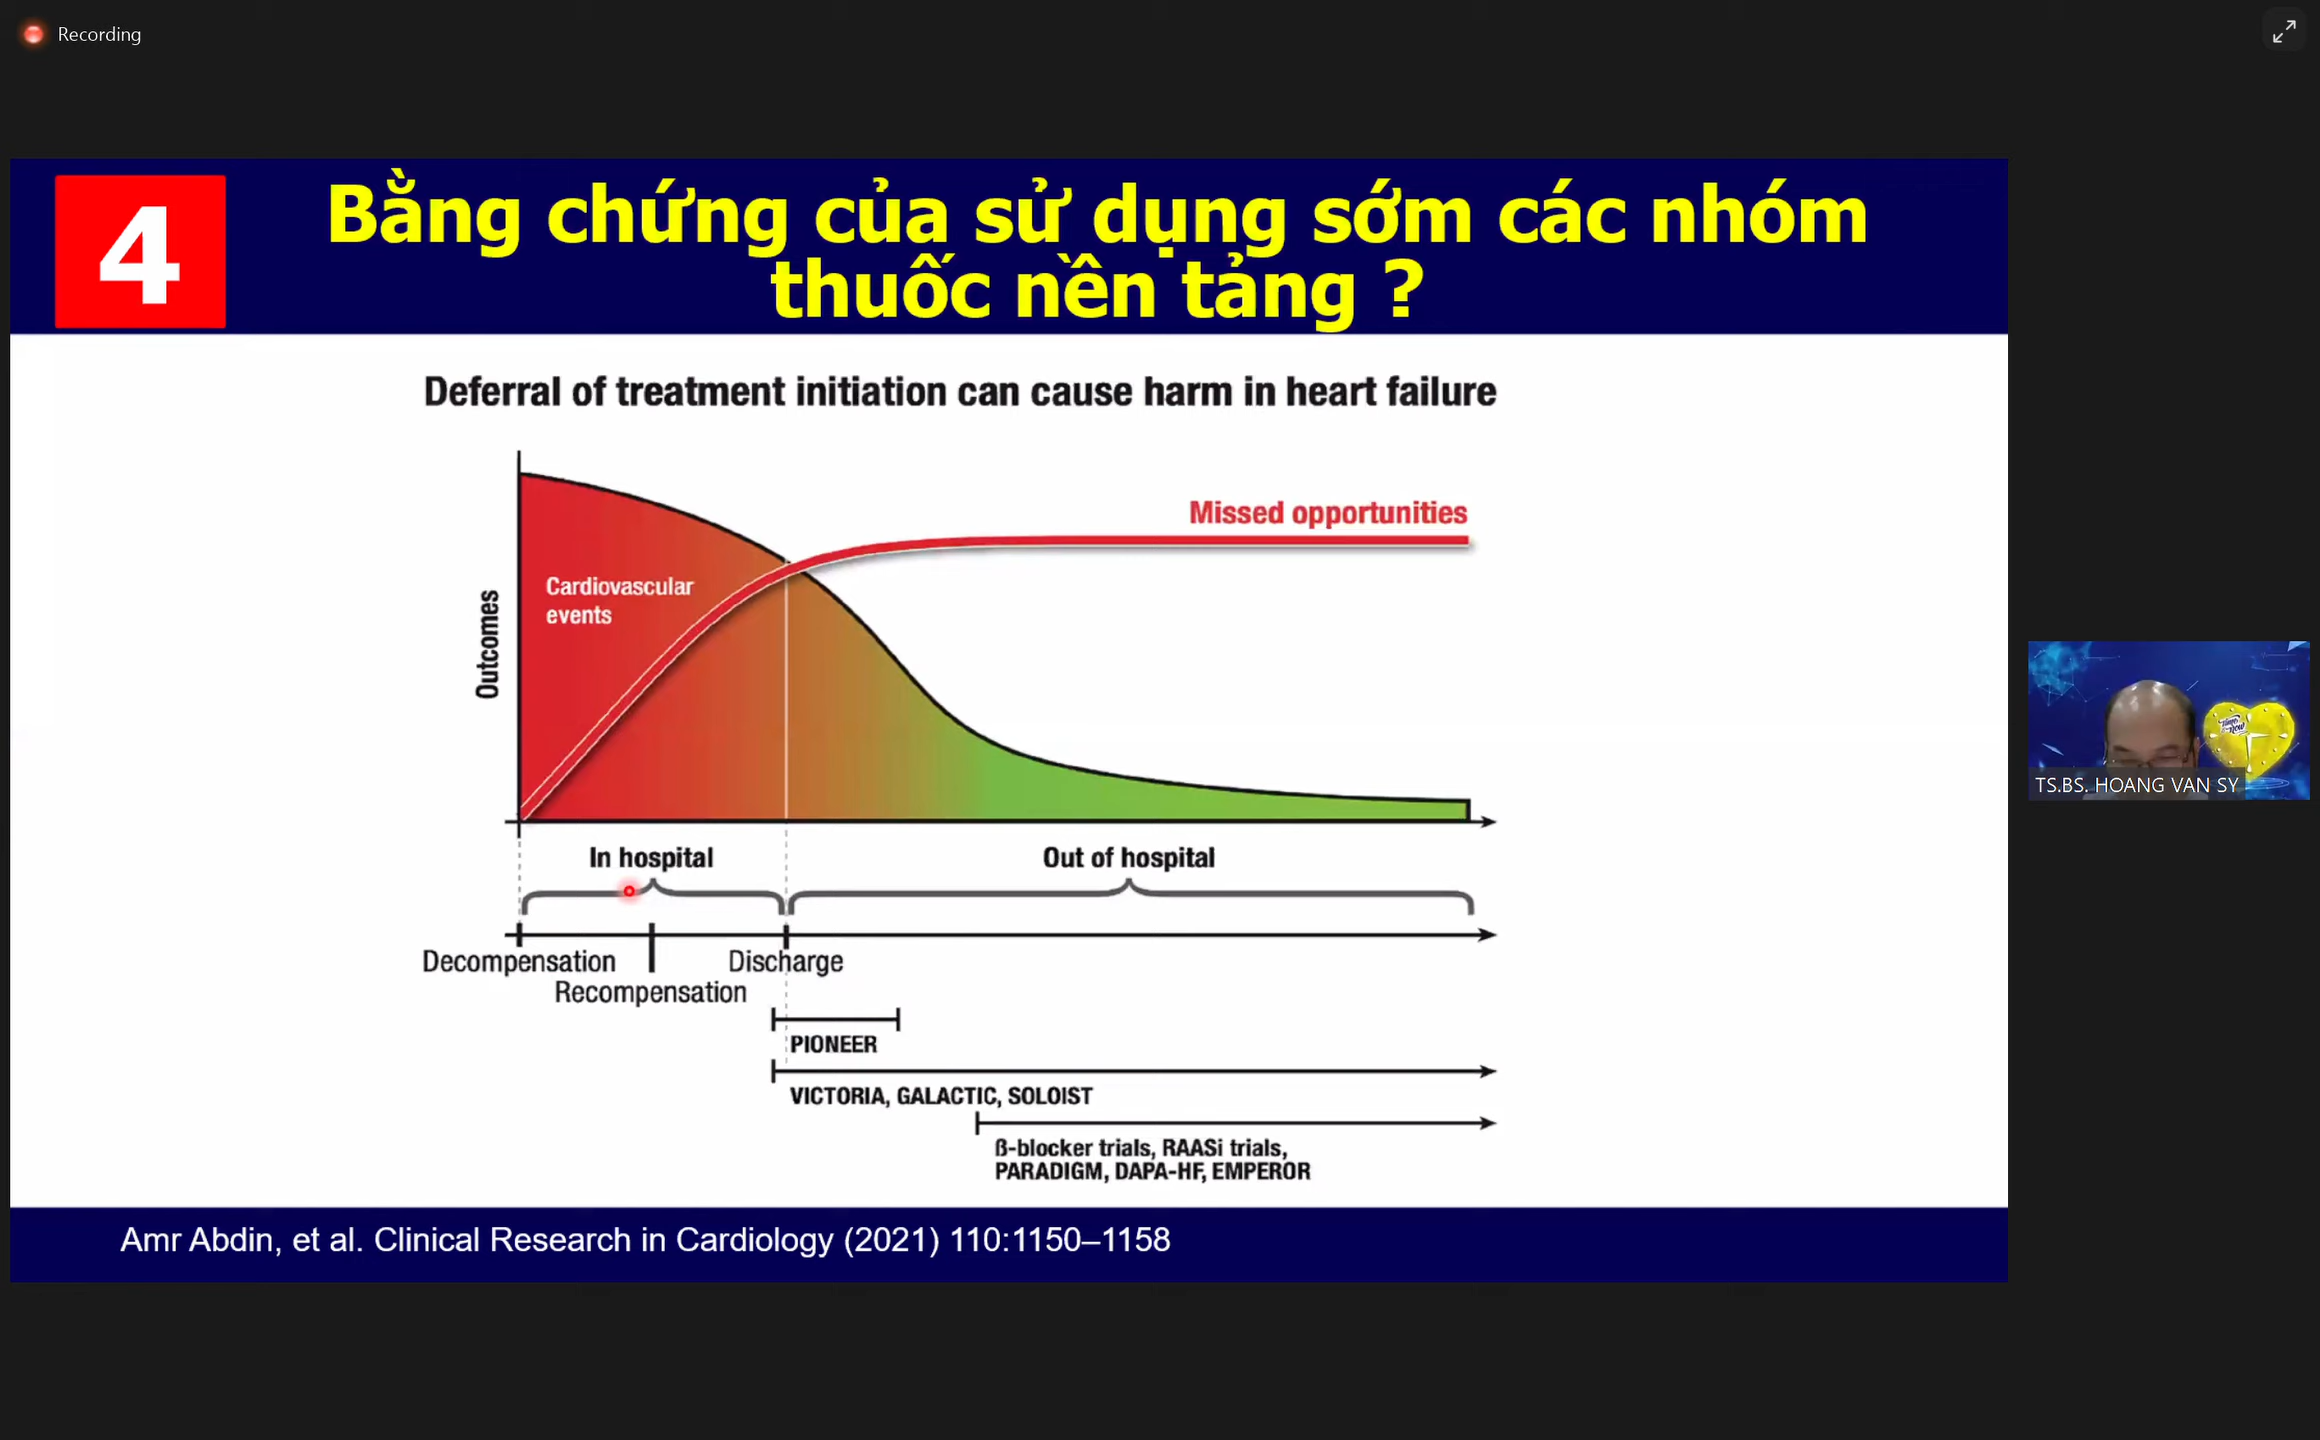 Recording
4
Bằng chứng của sử dụng sớm các nhóm
thuốc nền tảng ?
Deferral of treatment initiation can cause harm in heart failure
Missed opportunities
Cardiovascular
events
Outcomes
In hospital
Out of hospital
Decompensation
Discharge
Recompensation
PIONEER
VICTORIA, GALACTIC, SOLOIST
ß-blocker trials, RAASi trials,
PARADIGM, DAPA-HF, EMPEROR
Amr Abdin, et al. Clinical Research in Cardiology (2021) 110:1150–1158
TS.BS. HOANG VAN SY